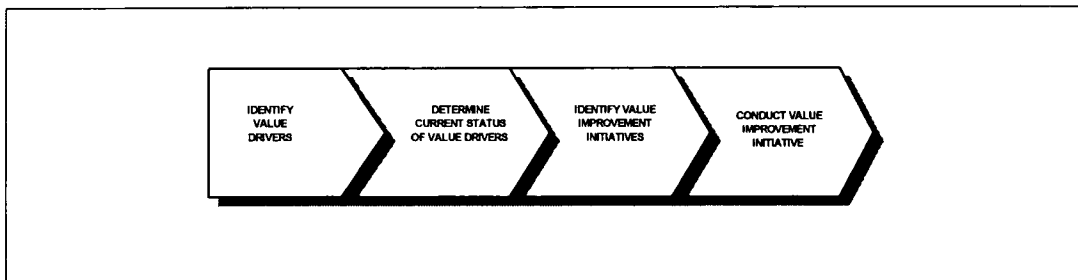 IDENTIFY
VALUE
DRIVERS
DETERMINE
CURRENT STATUS
OF VALUE DRIVERS
IDENTIFY VALUE
IMPROVEMENT
INITIATIVES
CONDUCT VALUE
IMPROVEMENT
INITIATIVE